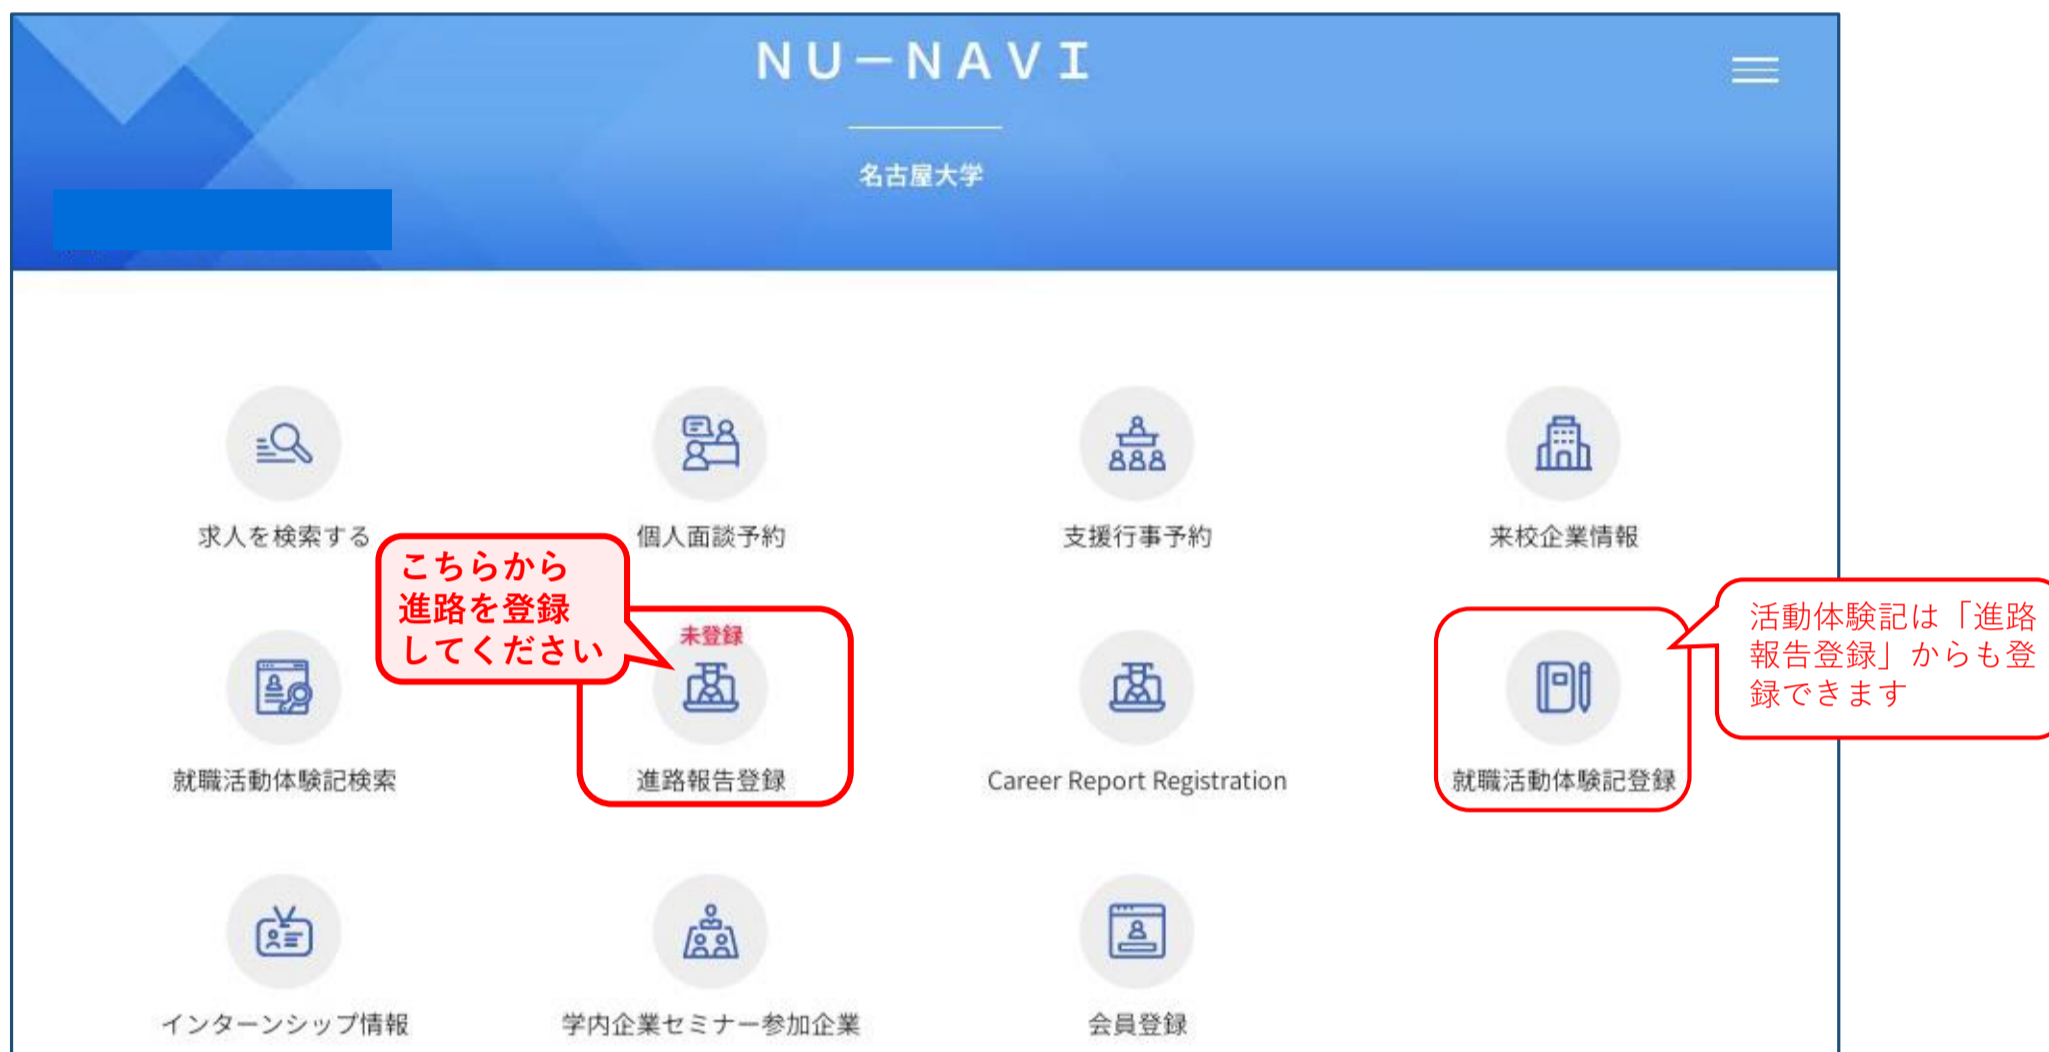 NU-NAVI
名古屋大学
求人を検索する
個人面談予約
支援行事予約
来校企業情報
こちらから
進路を登録
してください
未登録
活動体験記は「進路
報告登録」からも登
録できます
就職活動体験記検索
進路報告登録
Career Report Registration
就職活動体験記登録
インターンシップ情報
学内企業セミナー参加企業
会員登録